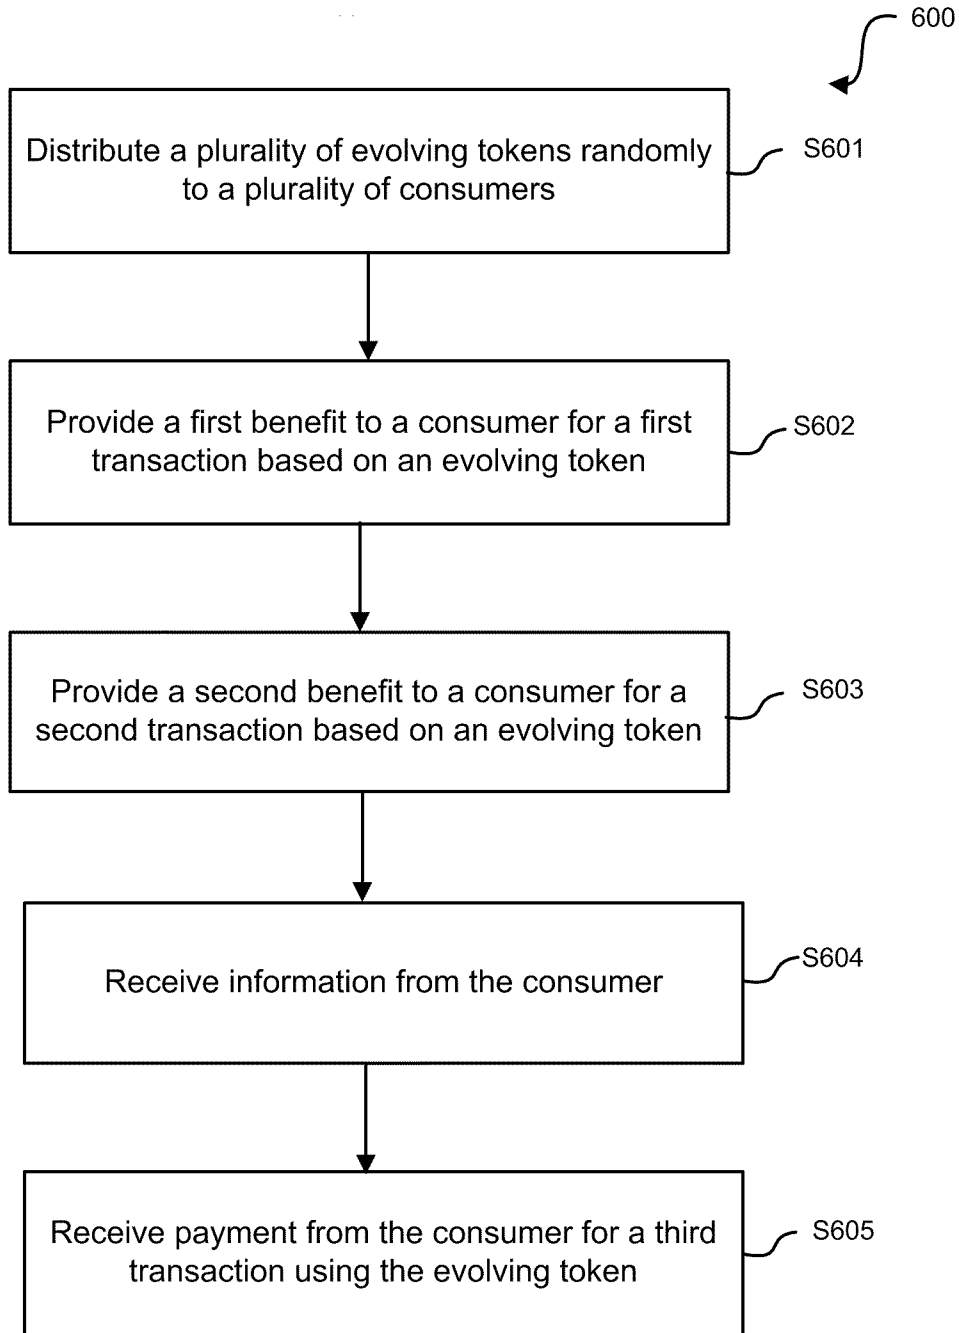 600
Distribute a plurality of evolving tokens randomly
to a plurality of consumers
S601
Provide a first benefit to a consumer for a first
transaction based on an evolving token
S602
Provide a second benefit to a consumer for a
second transaction based on an evolving token
S603
Receive information from the consumer
S604
Receive payment from the consumer for a third
transaction using the evolving token
S605